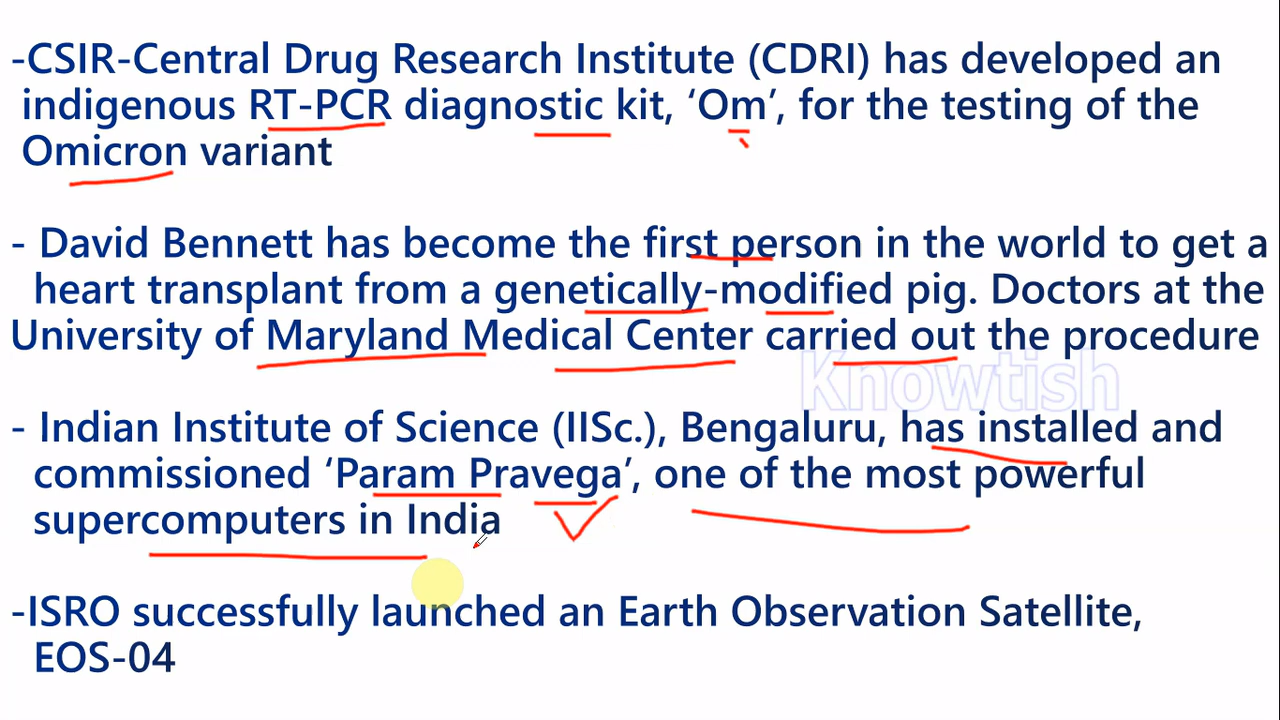 -CSIR-Central Drug Research Institute (CDRI) has developed an
indigenous RT-PCR diagnostic kit, ‘Om’, for the testing of the
Omicron variant
- David Bennett has become the first person in the world to get a
heart transplant from a genetically-modified pig. Doctors at the
University of Maryland Medical Center carried out the procedure
Knowtish
- Indian Institute of Science (IISc.), Bengaluru, has installed and
commissioned ‘Param Pravega’, one of the most powerful
supercomputers in India
-ISRO successfully launched an Earth Observation Satellite,
EOS-04